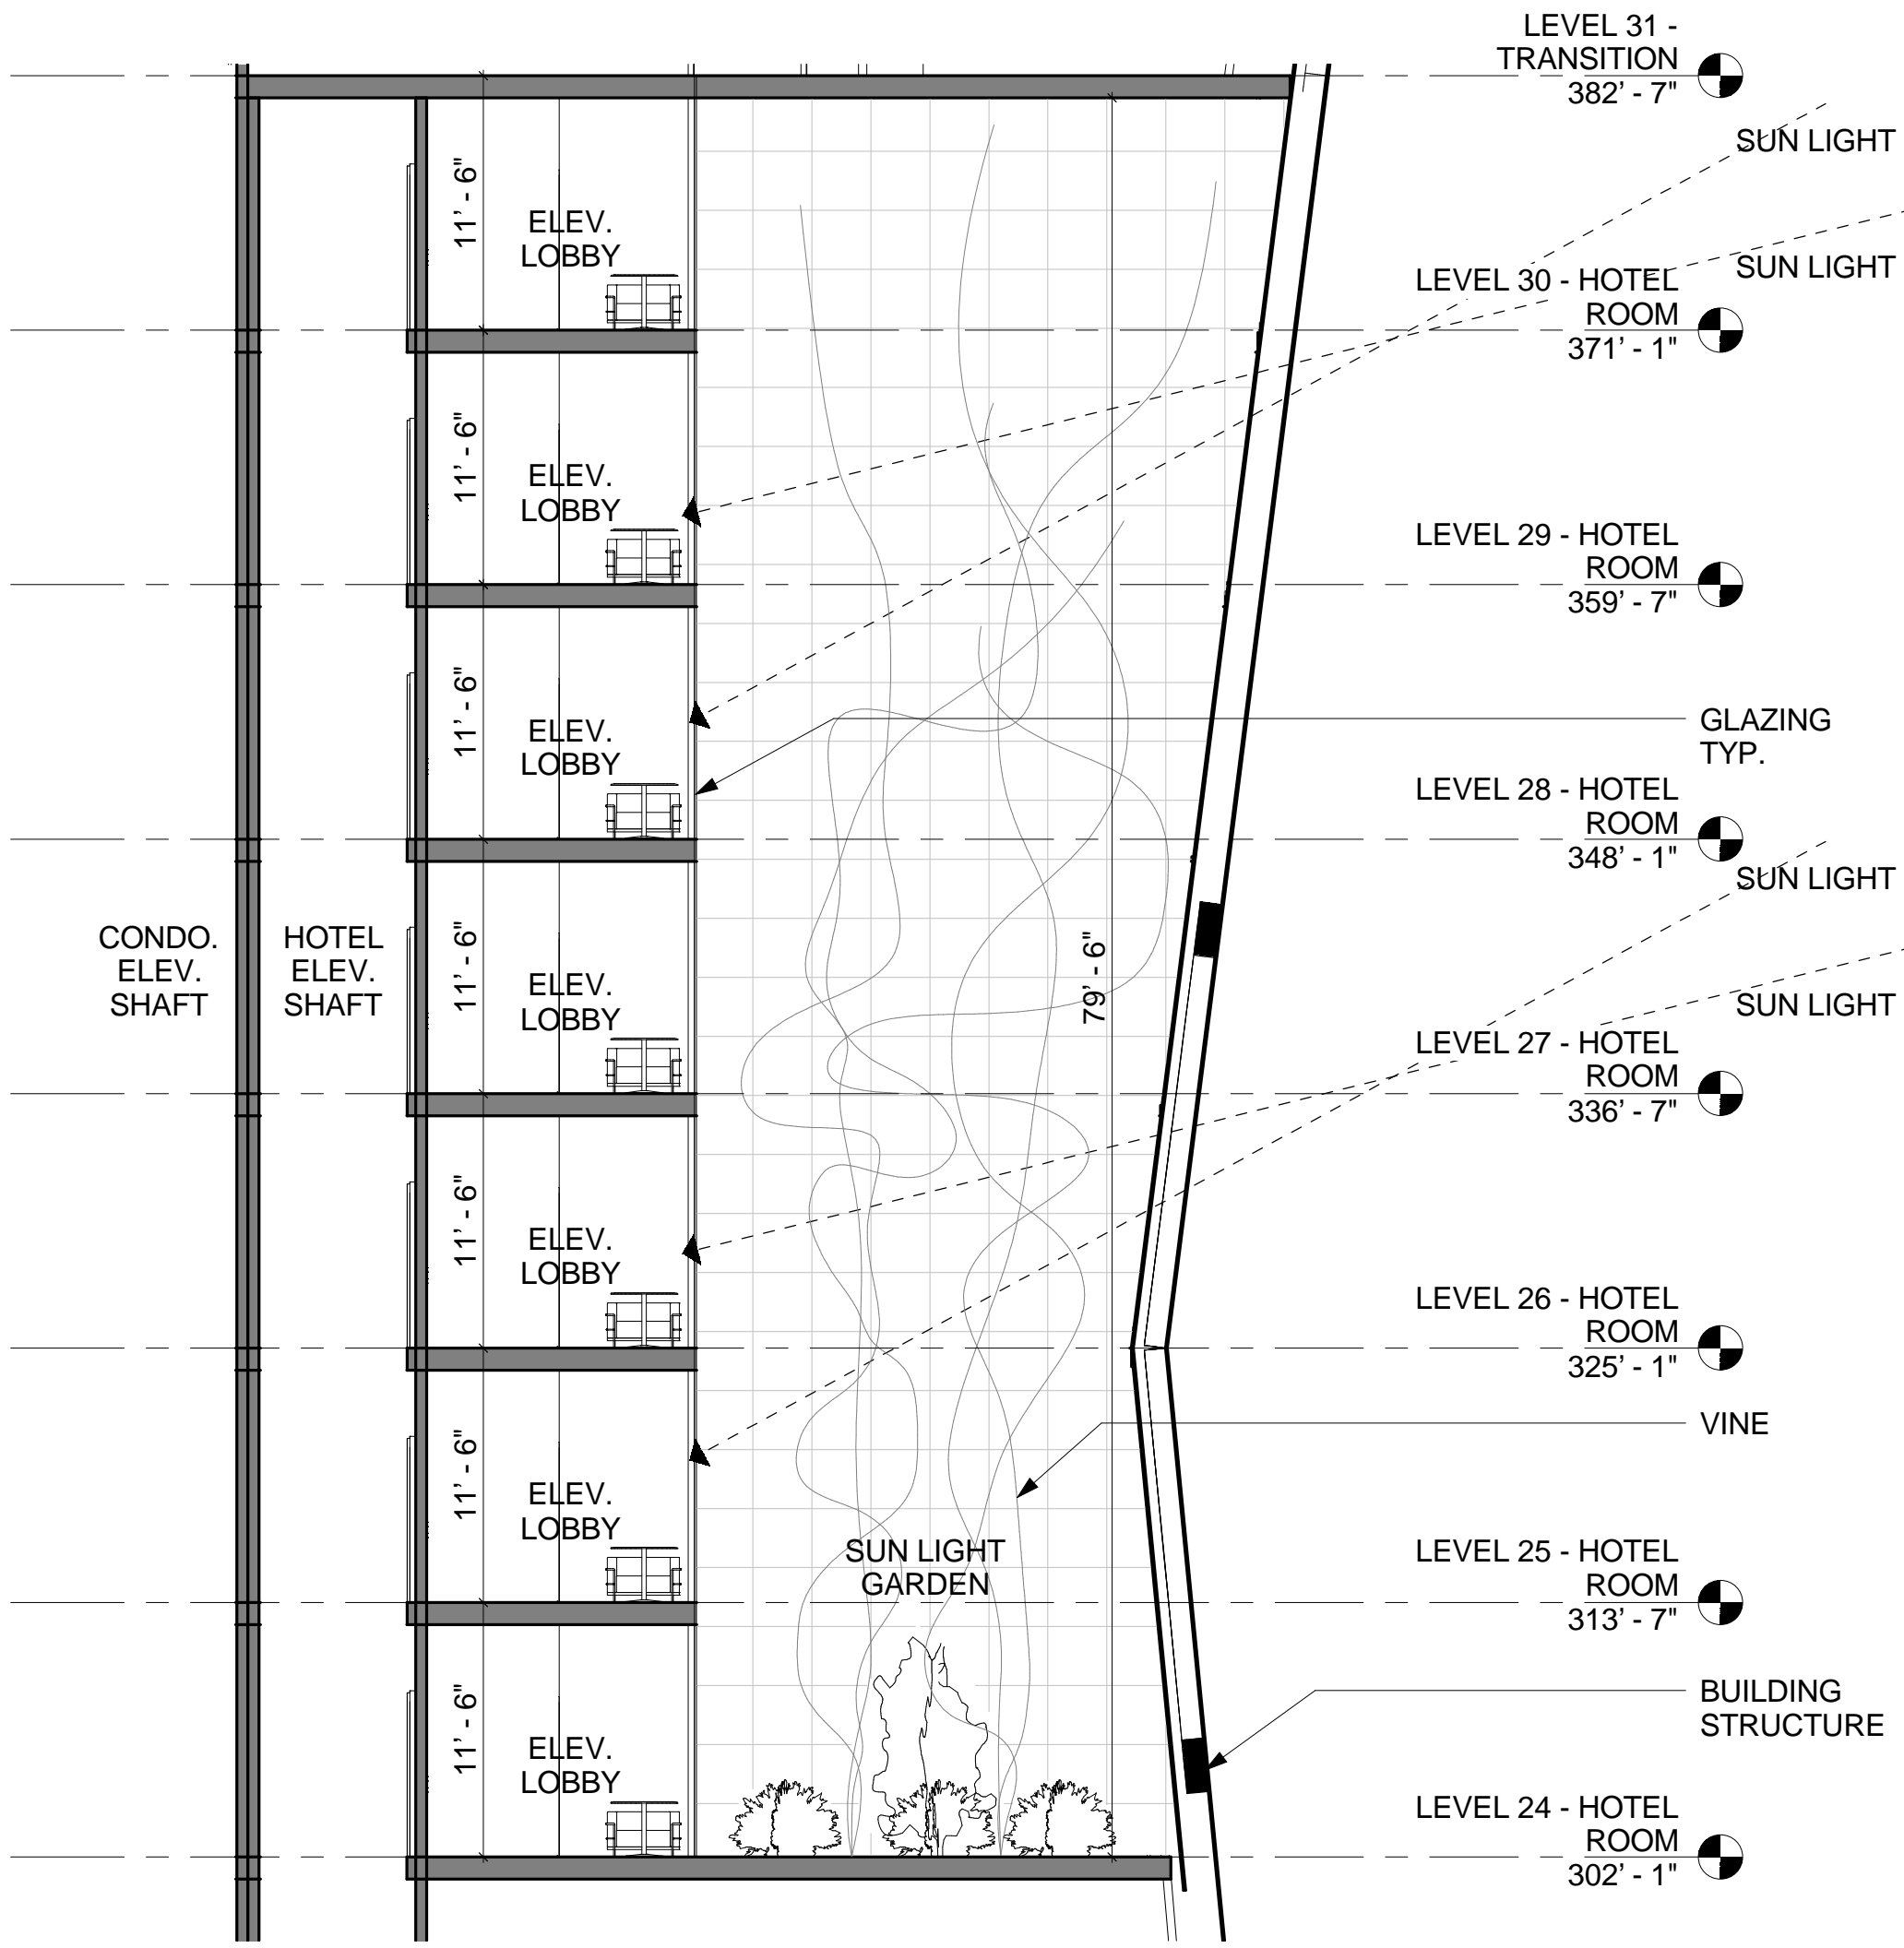 LEVEL 31 -
TRANSITION
382' - 7"
SUN LIGHT
11' - 6"
ELEV.
LOBBY
SUN LIGHT
LEVEL 30 - HOTEL
ROOM
371' - 1"
11' - 6"
ELEV.
LOBBY
LEVEL 29 - HOTEL
ROOM
359' - 7"
11' - 6"
ELEV.
LOBBY
GLAZING
TYP.
LEVEL 28 - HOTEL
ROOM
348' - 1"
SUN LIGHT
CONDO.
ELEV.
SHAFT
HOTEL
ELEV.
SHAFT
11' - 6"
ELEV.
LOBBY
79' - 6"
SUN LIGHT
LEVEL 27 - HOTEL
ROOM
336' - 7"
11' - 6"
ELEV.
LOBBY
LEVEL 26 - HOTEL
ROOM
325' - 1"
VINE
11' - 6"
ELEV.
LOBBY
SUN LIGHT
GARDEN
LEVEL 25 - HOTEL
ROOM
313' - 7"
11' - 6"
ELEV.
LOBBY
BUILDING
STRUCTURE
LEVEL 24 - HOTEL
ROOM
302' - 1"